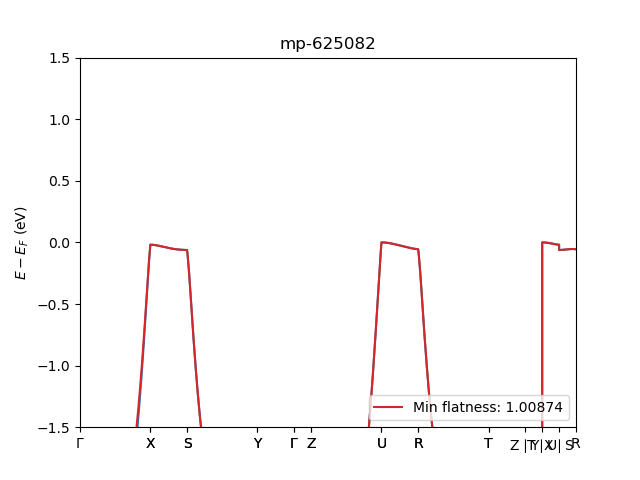 mp-625082
1.5
1.0
0.5
0.0
−0.5
−1.0
−1.5
E − E_F (eV)
Min flatness: 1.00874
Γ X S Y Γ Z U R T Z | T Y | X U | S R